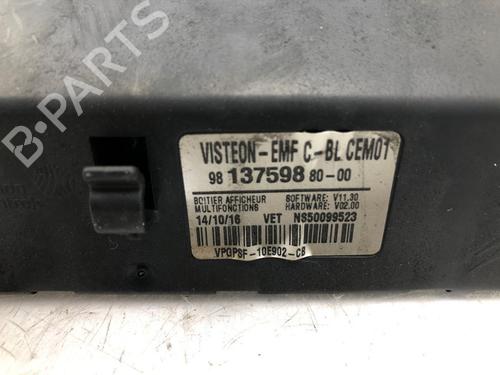 VISTEON-EMF C.-BL CEM01
98 137598 80-00
BOITIER AFFICHEUR SOFTWARE: V11.30
MULTIFONCTIONS HARDWARE: V02.00
14/10/16 VET NS50099523
VPQPSF-10E902-CB
B-PARTS